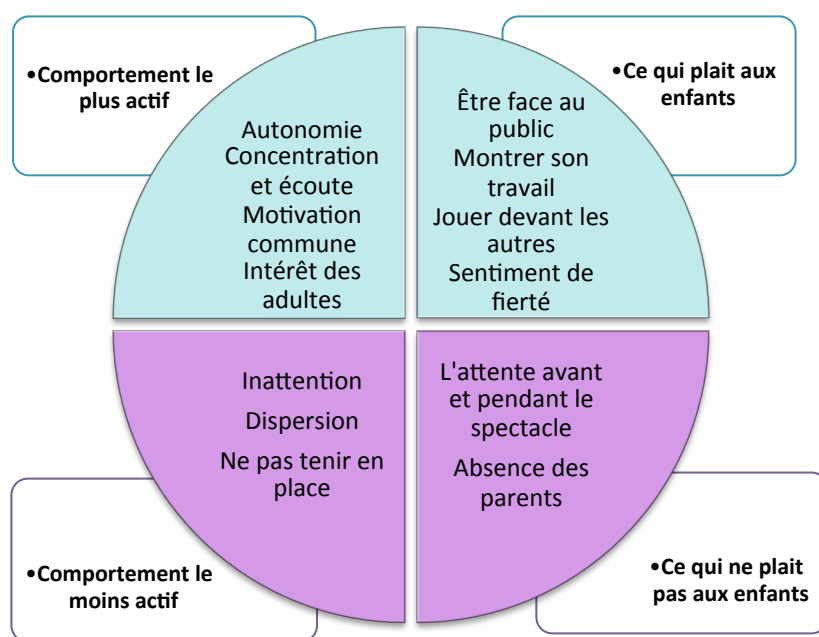 •Comportement le
plus actif
Autonomie
Concentration
et écoute
Motivation
commune
Intérêt des
adultes
•Ce qui plait aux
enfants
Être face au
public
Montrer son
travail
Jouer devant les
autres
Sentiment de
fierté
Inattention
Dispersion
Ne pas tenir en
place
•Comportement le
moins actif
L'attente avant
et pendant le
spectacle
Absence des
parents
•Ce qui ne plait
pas aux enfants